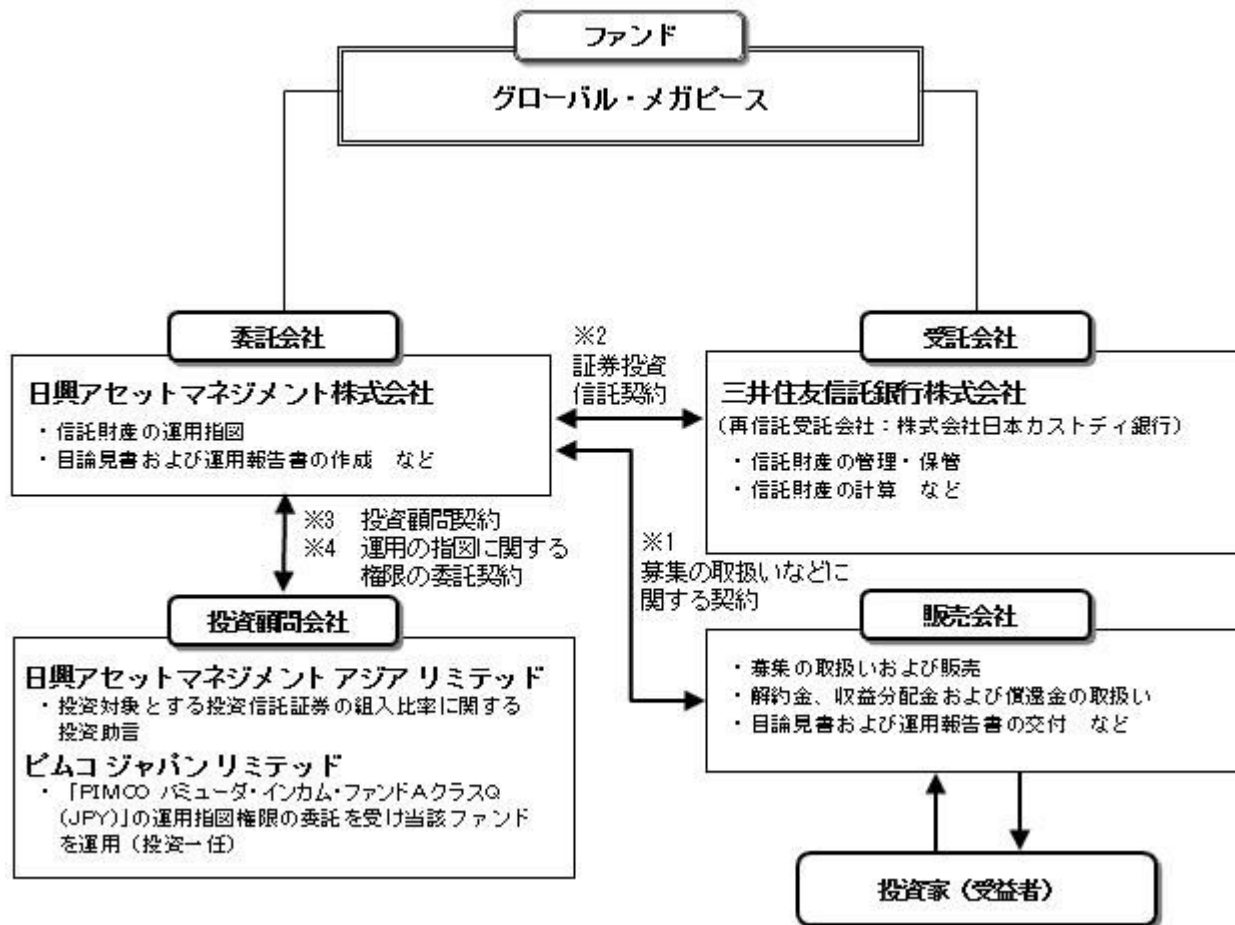 ファンド
グローバル・メガピース
委託会社
日興アセットマネジメント株式会社
・信託財産の運用指図
・目論見書および運用報告書の作成 など
※2
証券投資
信託契約
受託会社
三井住友信託銀行株式会社
(再信託受託会社:株式会社日本カストディ銀行)
・信託財産の管理・保管
・信託財産の計算 など
※3 投資顧問契約
※4 運用の指図に関する
権限の委託契約
※1
募集の取扱いなどに
関する契約
投資顧問会社
日興アセットマネジメント アジア リミテッド
・投資対象とする投資信託証券の組入比率に関する
投資助言
ピムコ ジャパン リミテッド
・「PIMCO バミューダ・インカム・ファンドAクラスQ
(JPY)」の運用指図権限の委託を受け当該ファンド
を運用(投資一任)
販売会社
・募集の取扱いおよび販売
・解約金、収益分配金および償還金の取扱い
・目論見書および運用報告書の交付 など
投資家(受益者)